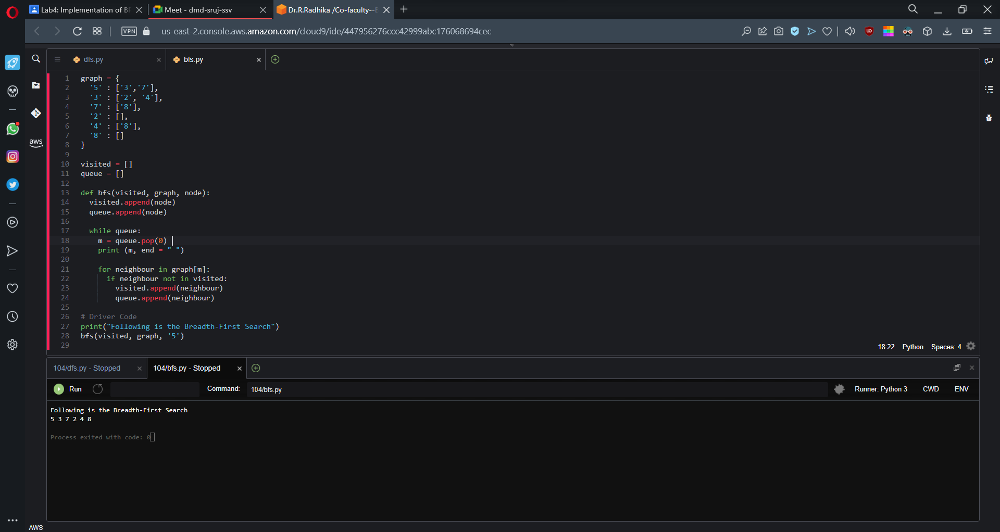 Lab4: Implementation of BF
Meet - dmd-sruj-ssv
Dr.R.Radhika /Co-faculty--E
VPN
us-east-2.console.aws.amazon.com/cloud9/ide/447956276ccc42999abc176068694cec
dfs.py
bfs.py
aws
1 graph = {
2 '5' : ['3','7'],
3 '3' : ['2', '4'],
4 '7' : ['8'],
5 '2' : [],
6 '4' : ['8'],
7 '8' : []
8 }
9
10 visited = []
11 queue = []
12
13 def bfs(visited, graph, node):
14 visited.append(node)
15 queue.append(node)
16
17 while queue:
18 m = queue.pop(0)
19 print (m, end = " ")
20
21 for neighbour in graph[m]:
22 if neighbour not in visited:
23 visited.append(neighbour)
24 queue.append(neighbour)
25
26 # Driver Code
27 print("Following is the Breadth-First Search")
28 bfs(visited, graph, '5')
29
18:22 Python Spaces: 4
104/dfs.py - Stopped
104/bfs.py - Stopped
Run
Command: 104/bfs.py
Runner: Python 3 CWD ENV
Following is the Breadth-First Search
5 3 7 2 4 8
Process exited with code: 0
AWS